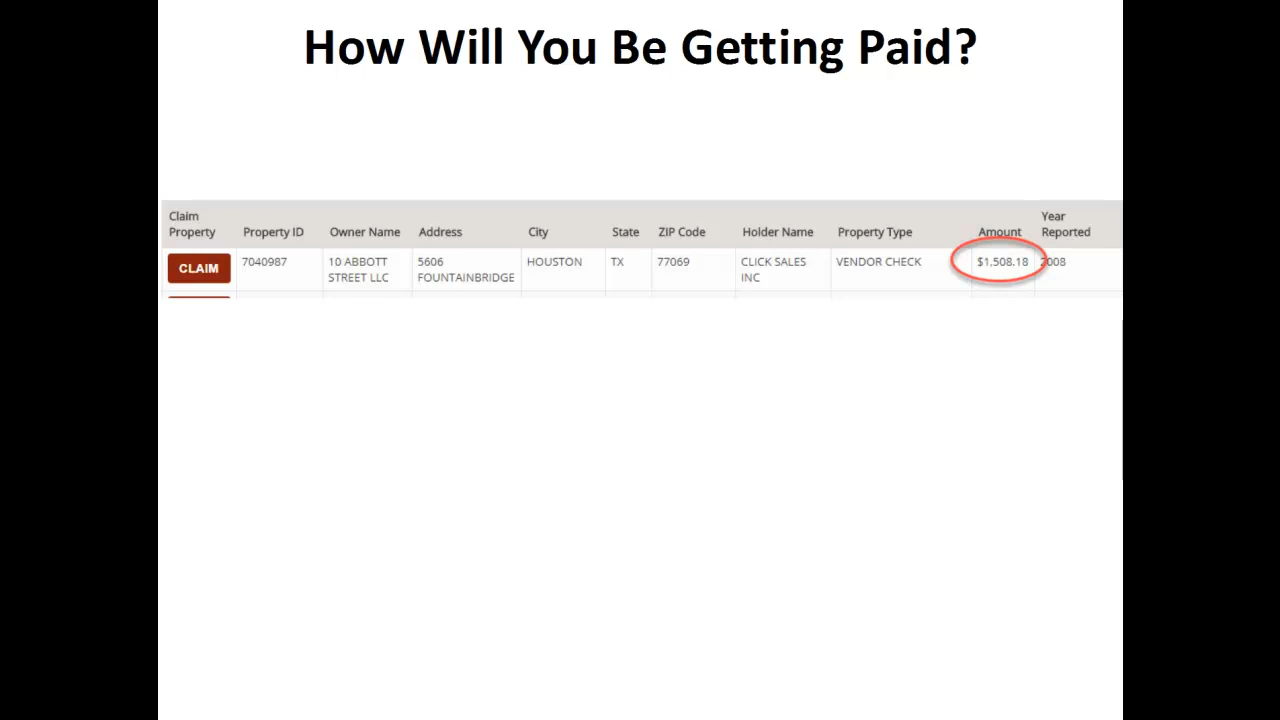 How Will You Be Getting Paid?
Claim Property Property ID Owner Name Address City State ZIP Code Holder Name Property Type Amount Year Reported
CLAIM 7040987 10 ABBOTT 5606 HOUSTON TX 77069 CLICK SALES VENDOR CHECK $1,508.18 2008
STREET LLC FOUNTAINBRIDGE INC